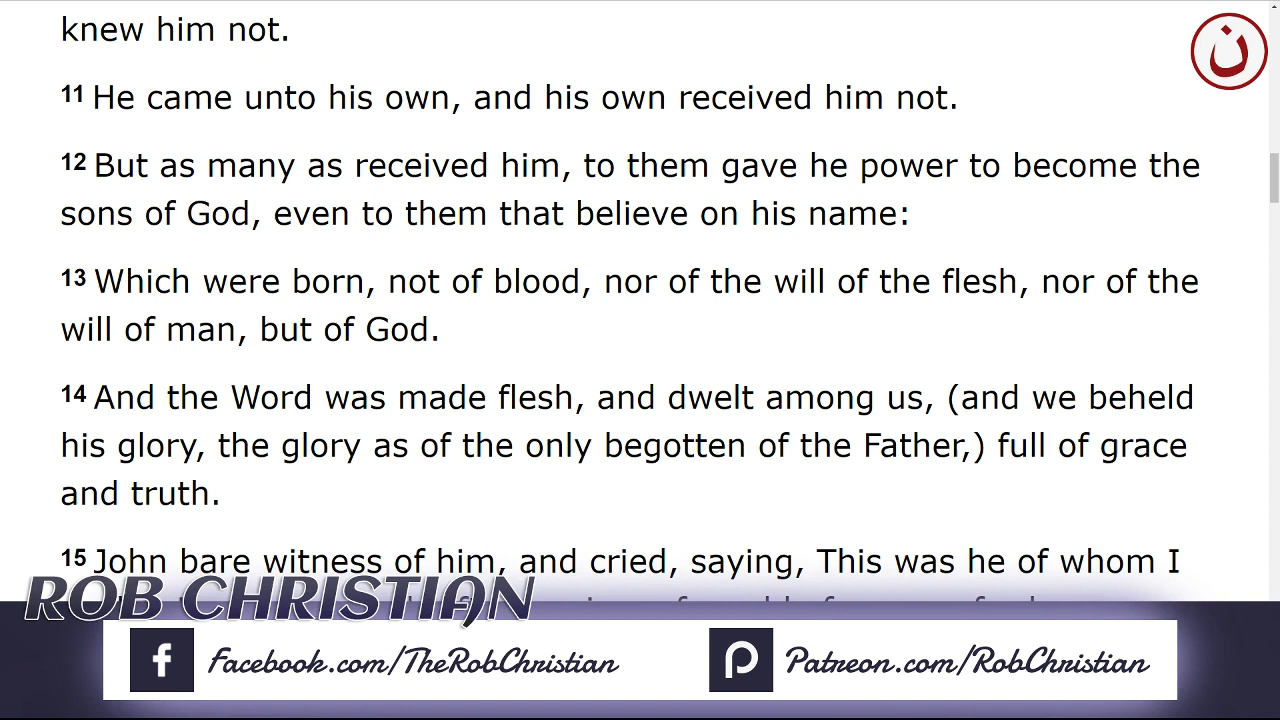 knew him not.
ن
11 He came unto his own, and his own received him not.
12 But as many as received him, to them gave he power to become the
sons of God, even to them that believe on his name:
13 Which were born, not of blood, nor of the will of the flesh, nor of the
will of man, but of God.
14 And the Word was made flesh, and dwelt among us, (and we beheld
his glory, the glory as of the only begotten of the Father,) full of grace
and truth.
15 John bare witness of him, and cried, saying, This was he of whom I
ROB CHRISTIAN
f Facebook.com/TheRobChristian
Patreon.com/RobChristian